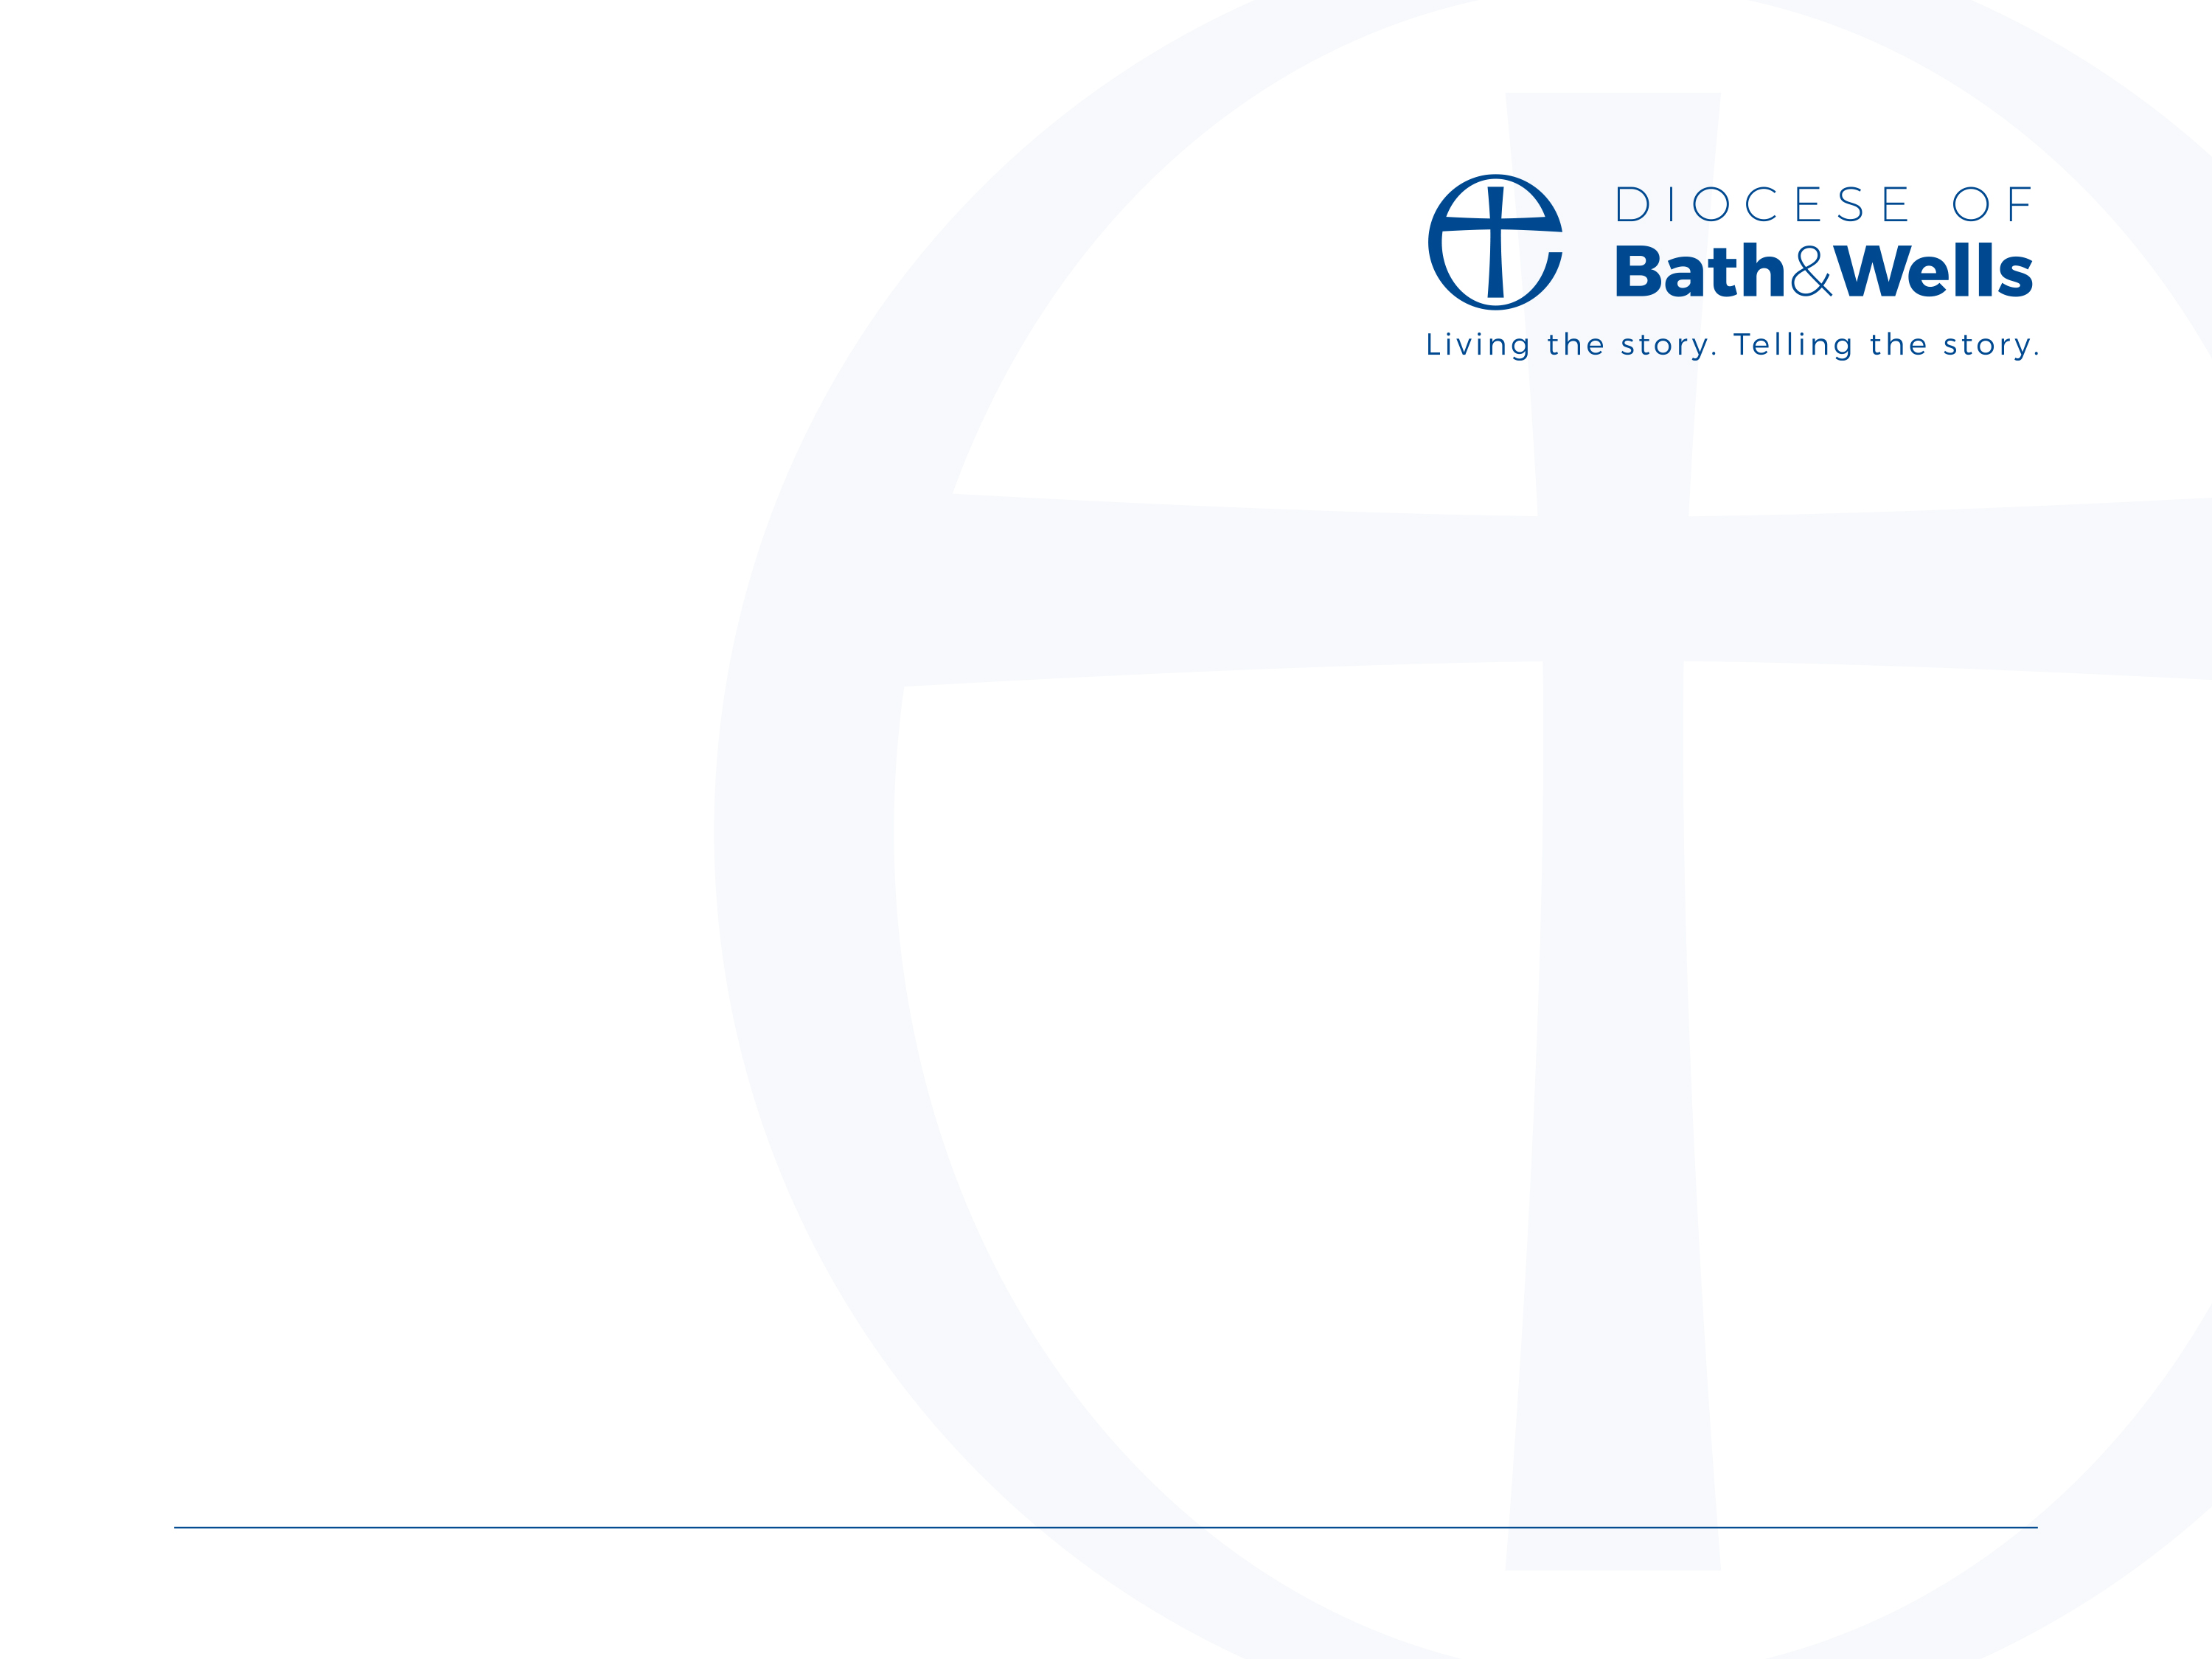 DIOCESE OF
Bath&Wells
Living the story. Telling the story.